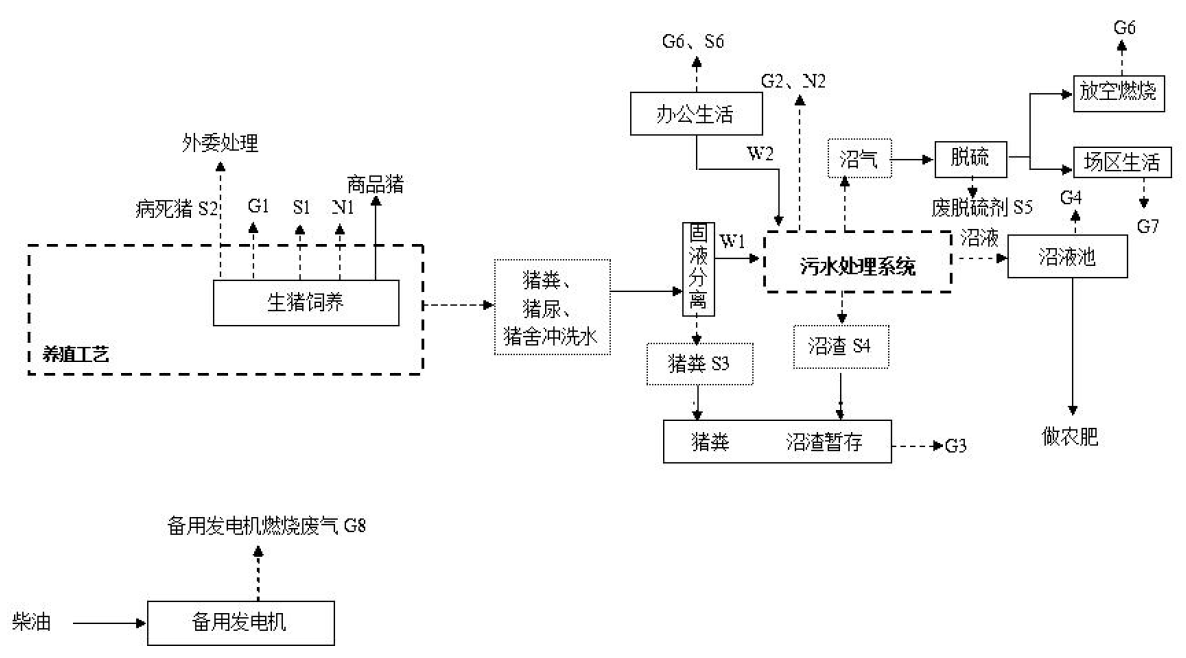 G6
G6、S6
G2、N2
放空燃烧
办公生活
外委处理
W2
沼气
脱硫
场区生活
商品猪
病死猪 S2
G1
S1
N1
废脱硫剂 S5
G4
G7
固液分离
W1
污水处理系统
沼液
沼液池
猪粪、
猪尿、
猪舍冲洗水
生猪饲养
养殖工艺
猪粪 S3
沼渣 S4
猪粪 沼渣暂存
G3
做农肥
备用发电机燃烧废气 G8
柴油
备用发电机